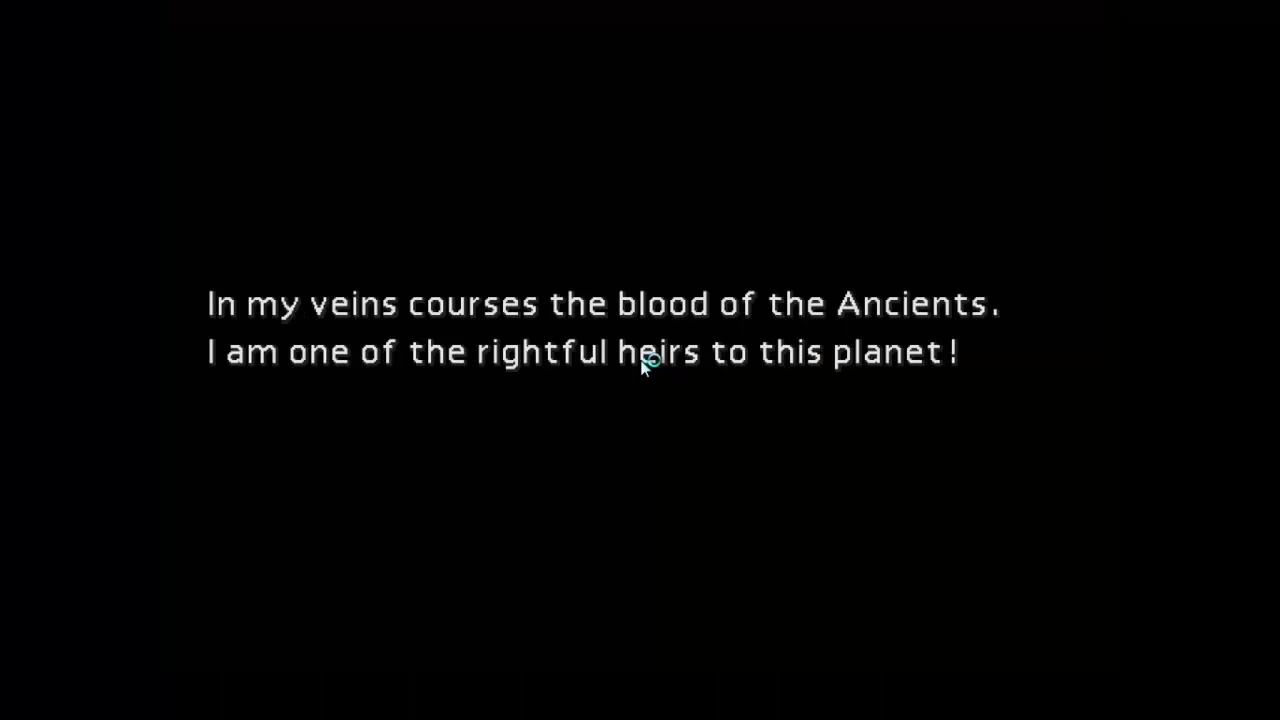 In my veins courses the blood of the Ancients.
I am one of the rightful heirs to this planet!